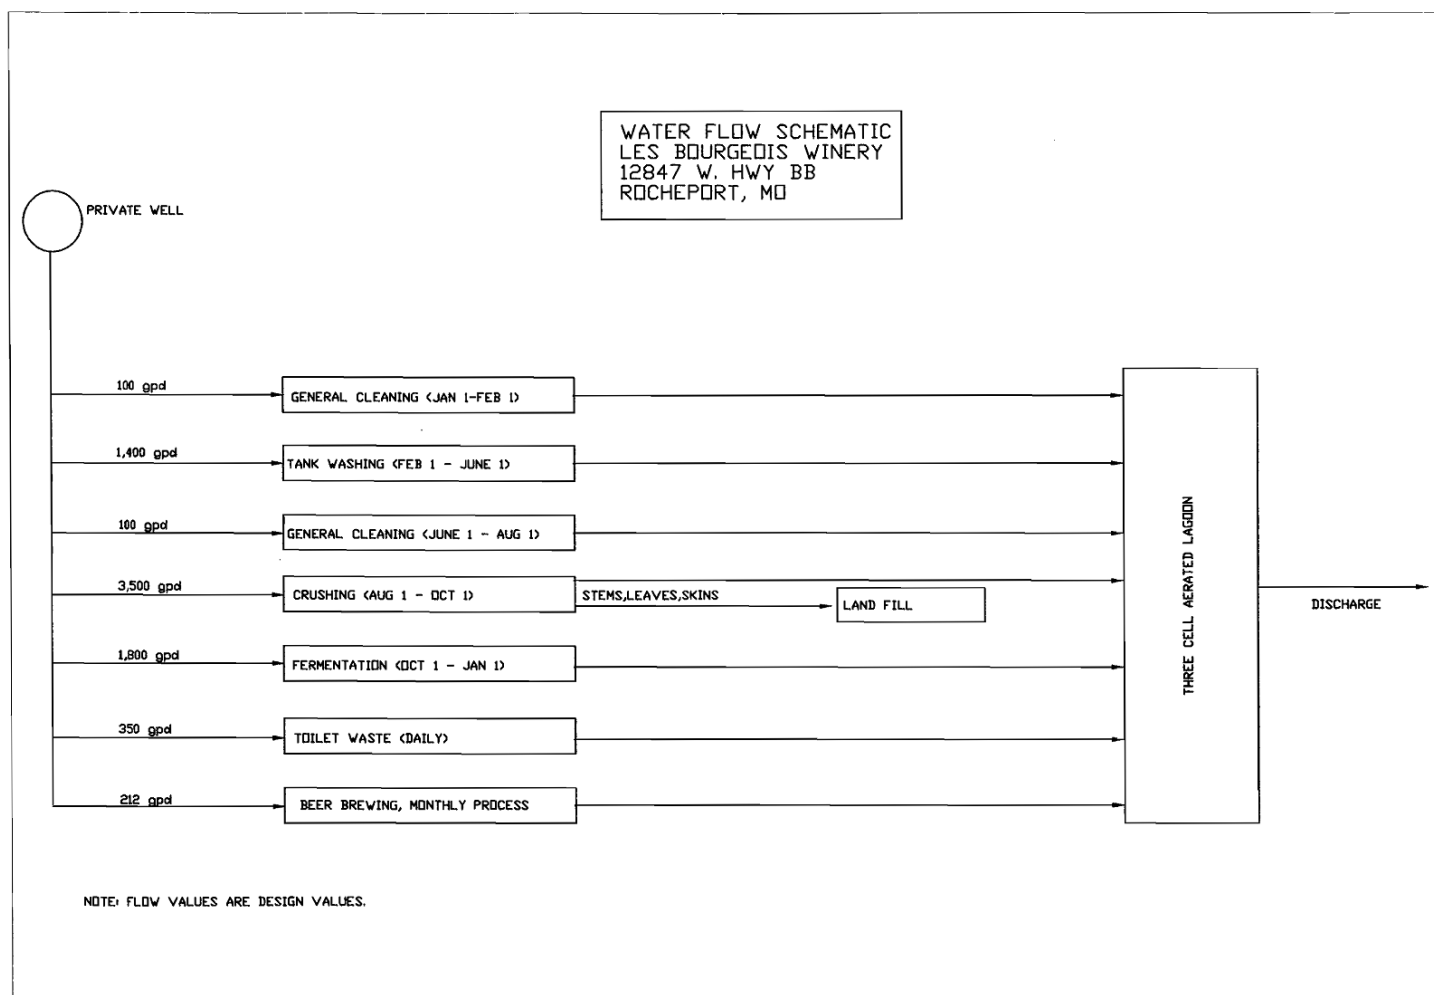 WATER FLOW SCHEMATIC
LES BOURGEOIS WINERY
12847 W. HWY BB
ROCHEPORT, MO
PRIVATE WELL
100 gpd
GENERAL CLEANING (JAN 1-FEB 1)
1,400 gpd
TANK WASHING (FEB 1 - JUNE 1)
100 gpd
GENERAL CLEANING (JUNE 1 - AUG 1)
3,500 gpd
CRUSHING (AUG 1 - OCT 1)
STEMS,LEAVES,SKINS
LAND FILL
1,800 gpd
FERMENTATION (OCT 1 - JAN 1)
350 gpd
TOILET WASTE (DAILY)
212 gpd
BEER BREWING, MONTHLY PROCESS
THREE CELL AERATED LAGOON
DISCHARGE
NOTE: FLOW VALUES ARE DESIGN VALUES.